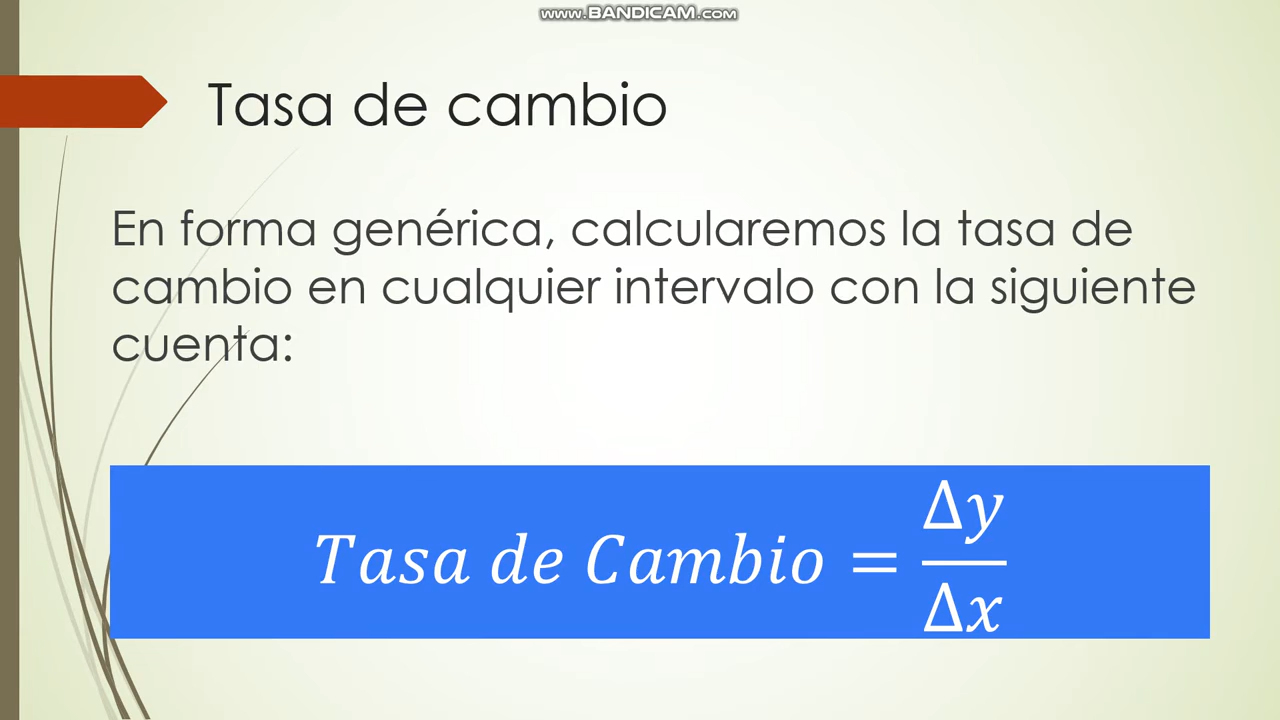 www.BANDICAM.com
Tasa de cambio
En forma genérica, calcularemos la tasa de
cambio en cualquier intervalo con la siguiente
cuenta:
Tasa de Cambio = Δy/Δx